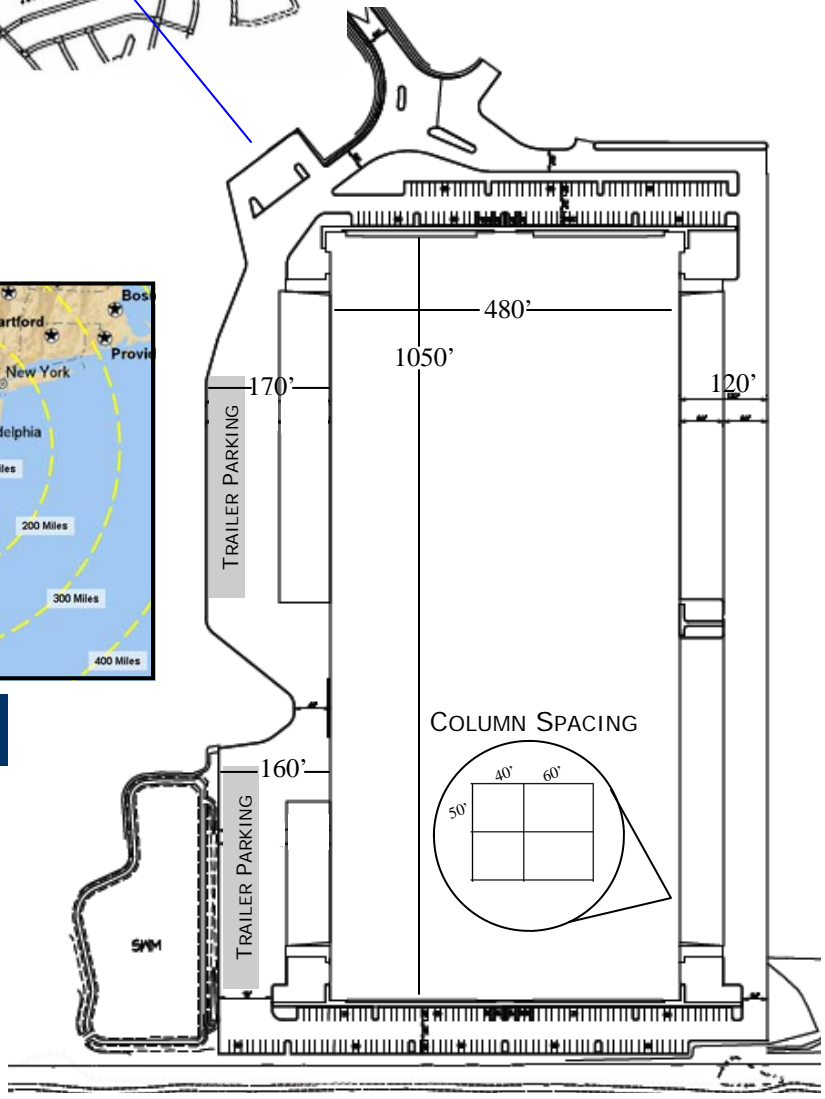 Bos
artford
Provid
New York
delphia
iles
200 Miles
300 Miles
400 Miles
480'
1050'
170'
120'
TRAILER PARKING
COLUMN SPACING
40'
60'
50'
160'
TRAILER PARKING
SWM